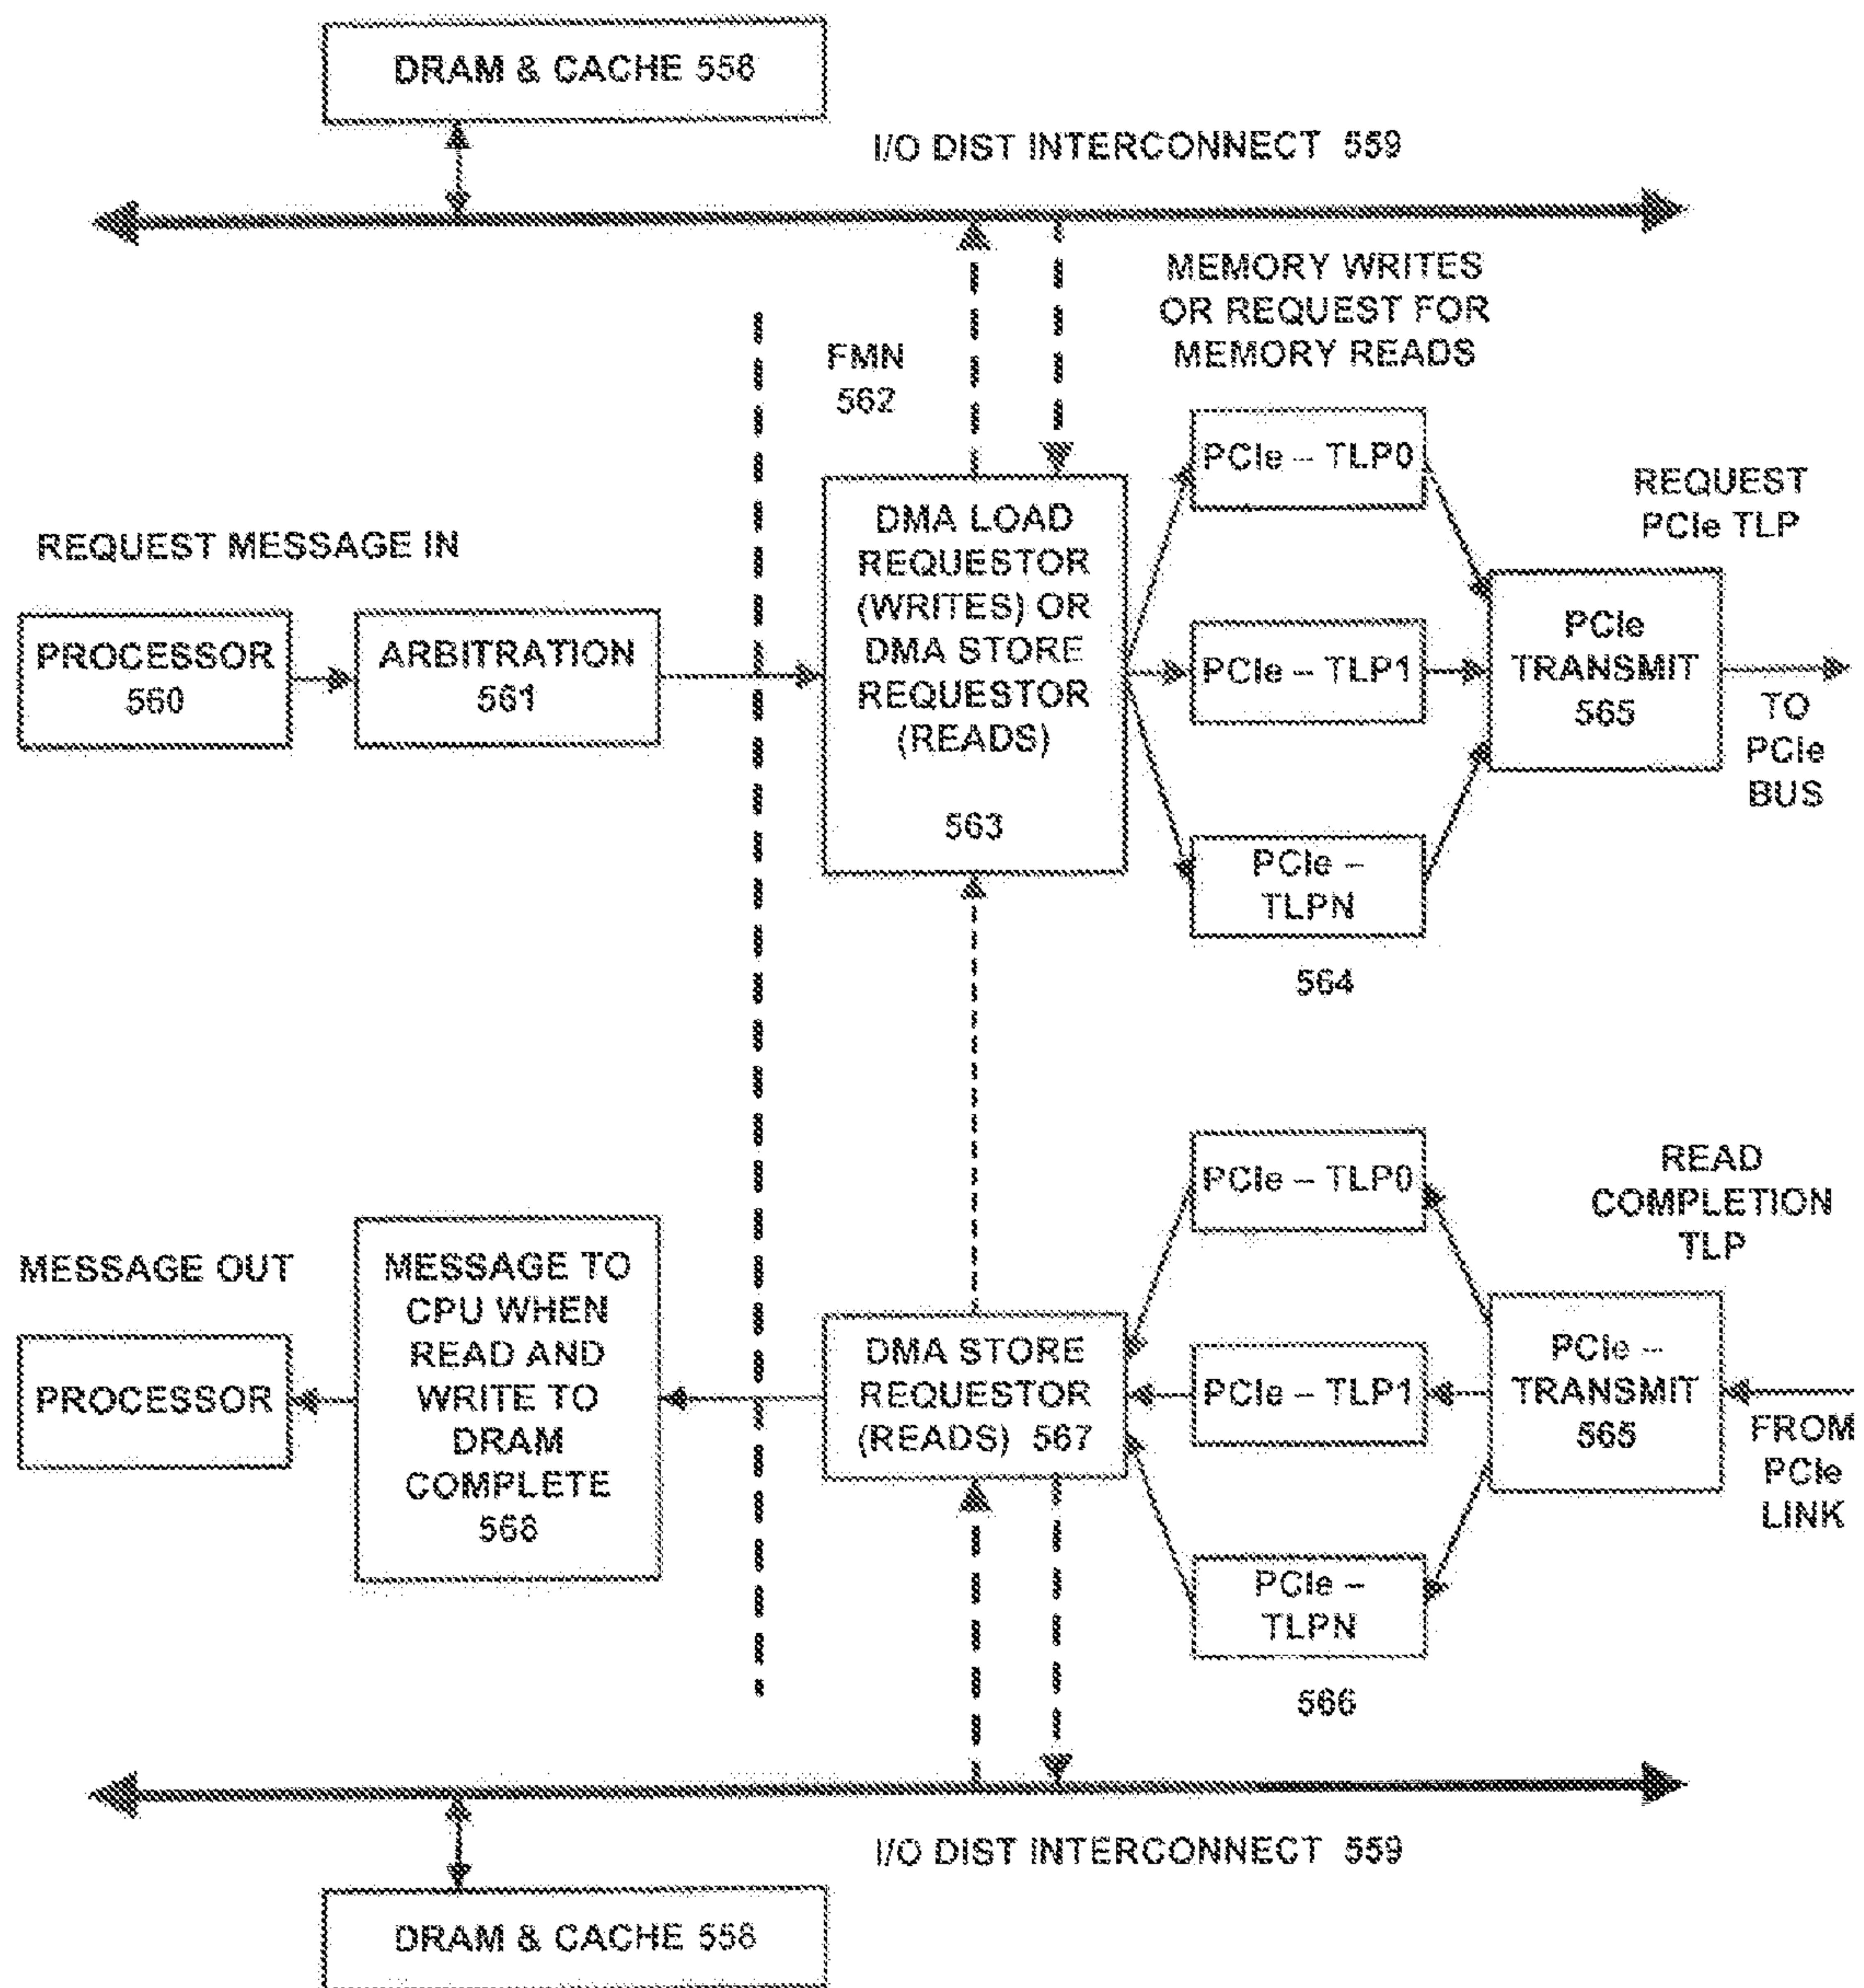 DRAM & CACHE 558
I/O DIST INTERCONNECT 559
MEMORY WRITES
OR REQUEST FOR
MEMORY READS
FMN
562
PCIe – TLP0
REQUEST
PCIe TLP
DMA LOAD
REQUESTOR
(WRITES) OR
DMA STORE
REQUESTOR
(READS)
563
REQUEST MESSAGE IN
PROCESSOR
560
ARBITRATION
561
PCIe – TLP1
PCIe
TRANSMIT
565
TO
PCIe
BUS
PCIe –
TLPN
564
PCIe – TLP0
READ
COMPLETION
TLP
MESSAGE OUT
PROCESSOR
MESSAGE TO
CPU WHEN
READ AND
WRITE TO
DRAM
COMPLETE
568
DMA STORE
REQUESTOR
(READS) 567
PCIe – TLP1
PCIe –
TRANSMIT
565
FROM
PCIe
LINK
PCIe –
TLPN
566
I/O DIST INTERCONNECT 559
DRAM & CACHE 558